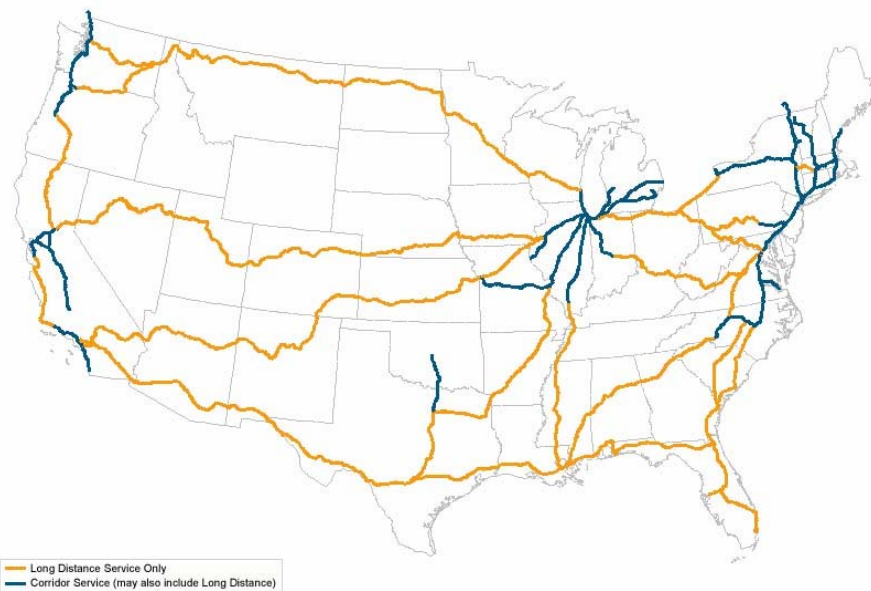 Long Distance Service Only
Corridor Service (may also include Long Distance)